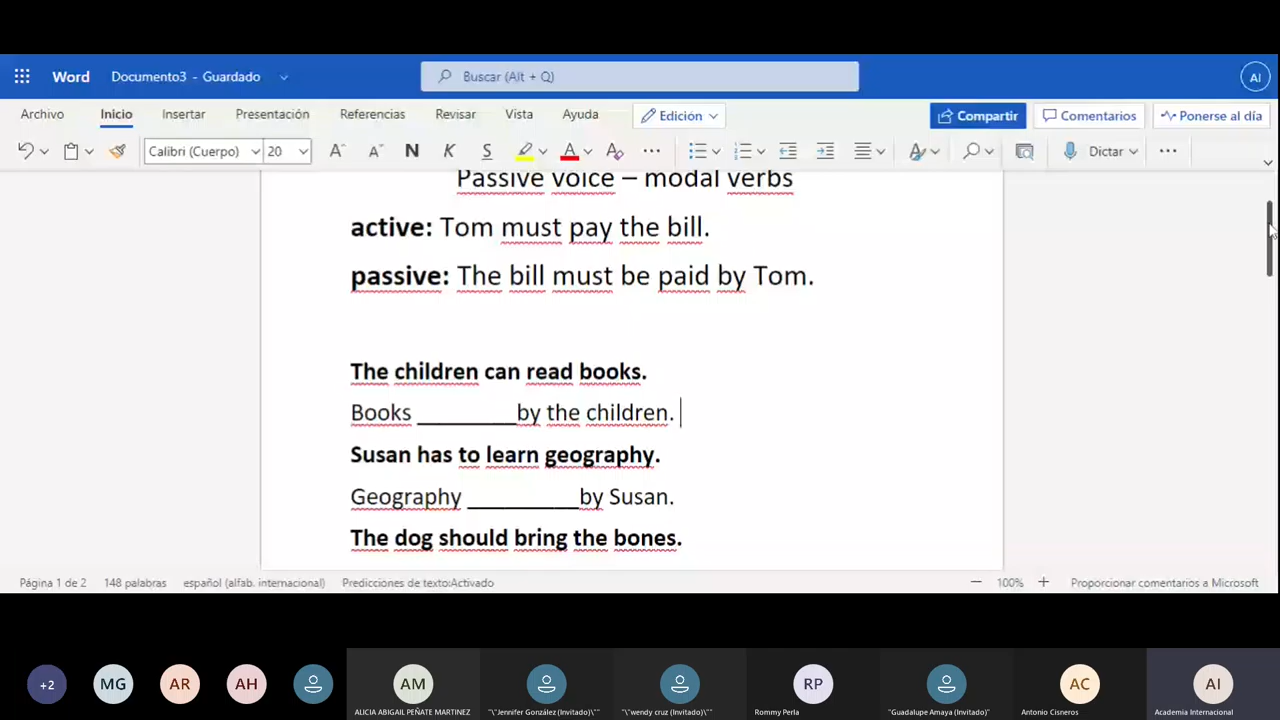 Word Documento3 - Guardado Buscar (Alt + Q) AI
Archivo Inicio Insertar Presentación Referencias Revisar Vista Ayuda Edición Compartir Comentarios Ponerse al día
Calibri (Cuerpo) 20 A A N K S A Dictar
Passive voice – modal verbs
active: Tom must pay the bill.
passive: The bill must be paid by Tom.
The children can read books.
Books _________by the children.
Susan has to learn geography.
Geography __________by Susan.
The dog should bring the bones.
Página 1 de 2 148 palabras español (alfab. internacional) Predicciones de texto:Activado 100% Proporcionar comentarios a Microsoft
+2 MG AR AH AM RP AC AI
ALICIA ABIGAIL PEÑATE MARTINEZ "\"Jennifer González (Invitado)\"" "\"wendy cruz (Invitado)\"" Rommy Perla "Guadalupe Amaya (Invitado)" Antonio Cisneros Academia Internacional